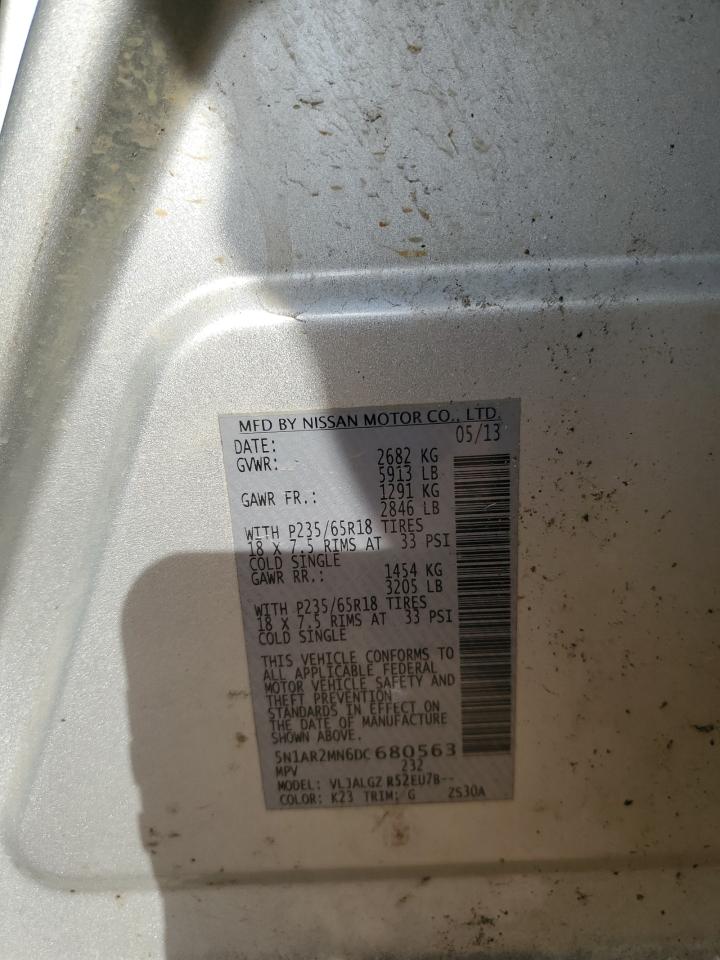 MFD BY NISSAN MOTOR CO., LTD.
DATE: 05/13
GVWR: 2682 KG
5913 LB
GAWR FR.: 1291 KG
2846 LB
WITH P235/65R18 TIRES
18 X 7.5 RIMS AT 33 PSI
COLD SINGLE
GAWR RR.: 1454 KG
3205 LB
WITH P235/65R18 TIRES
18 X 7.5 RIMS AT 33 PSI
COLD SINGLE
THIS VEHICLE CONFORMS TO
ALL APPLICABLE FEDERAL
MOTOR VEHICLE SAFETY AND
THEFT PREVENTION
STANDARDS IN EFFECT ON
THE DATE OF MANUFACTURE
SHOWN ABOVE.
5N1AR2MN6DC 680563
MPV 232
MODEL: VLJALGZ R52EU7B--
COLOR: K23 TRIM: G ZS30A